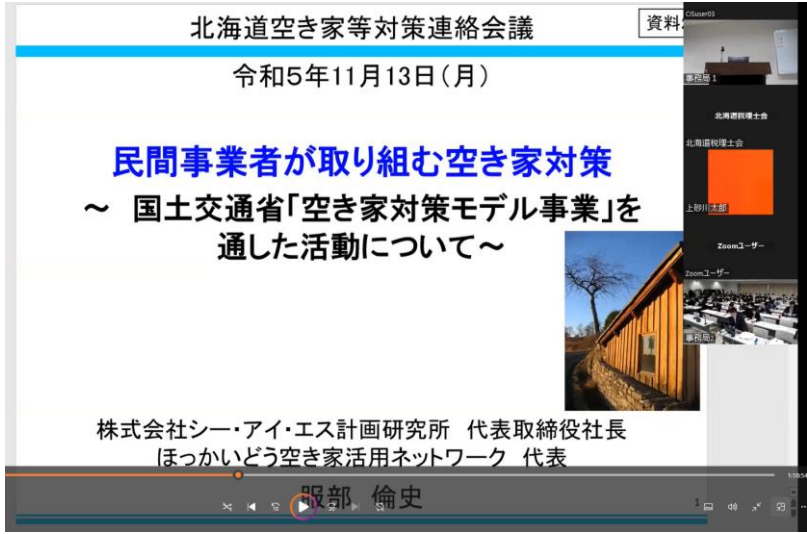 北海道空き家等対策連絡会議
資料
令和5年11月13日(月)
民間事業者が取り組む空き家対策
～ 国土交通省「空き家対策モデル事業」を
通した活動について～
株式会社シー・アイ・エス計画研究所 代表取締役社長
ほっかいどう空き家活用ネットワーク 代表
服部 倫史
1
CISuser03
事務局1
北海道税理士会
北海道税理士会
上砂川太郎
Zoomユーザー
Zoomユーザー
事務局2